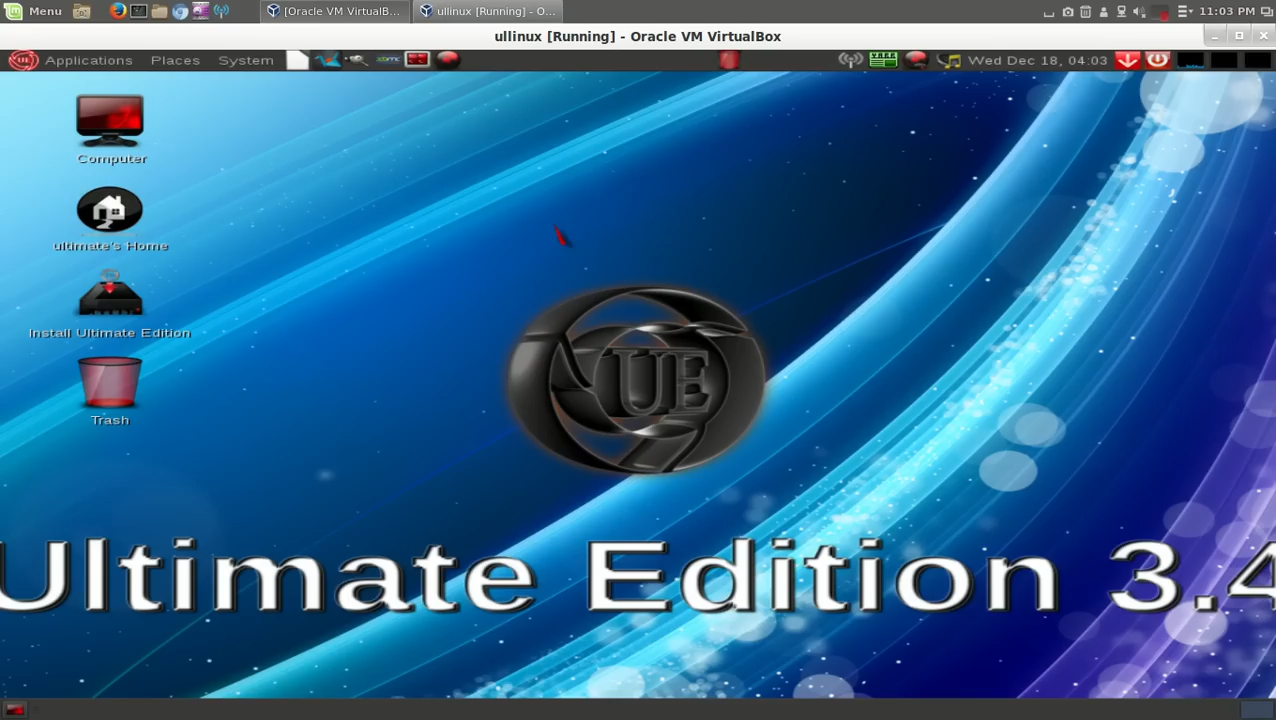 Menu
[Oracle VM VirtualB...
ullinux [Running] - O...
11:03 PM
ullinux [Running] - Oracle VM VirtualBox
Applications Places System
xbmc
Wed Dec 18, 04:03
Computer
ultimate's Home
Install Ultimate Edition
Trash
UE
Ultimate Edition 3.4